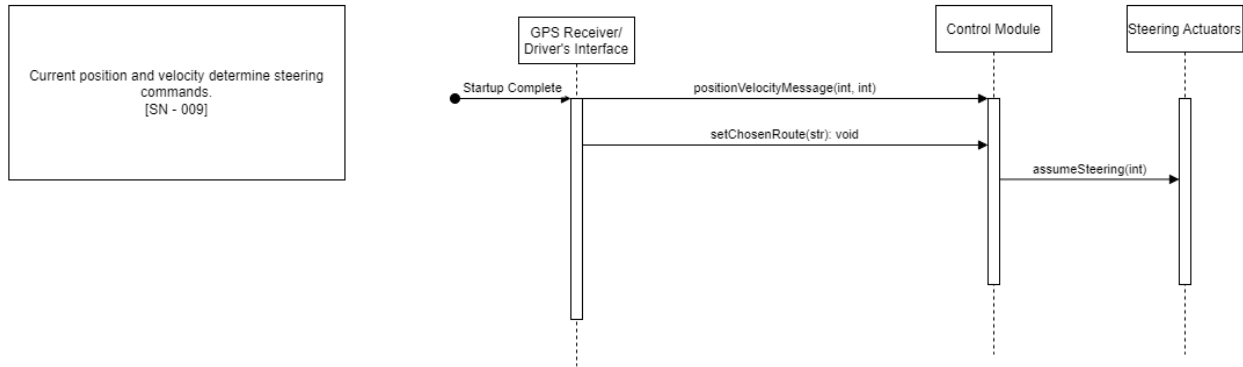 Current position and velocity determine steering
commands.
[SN - 009]
GPS Receiver/
Driver's Interface
Control Module
Steering Actuators
Startup Complete
positionVelocityMessage(int, int)
setChosenRoute(str): void
assumeSteering(int)